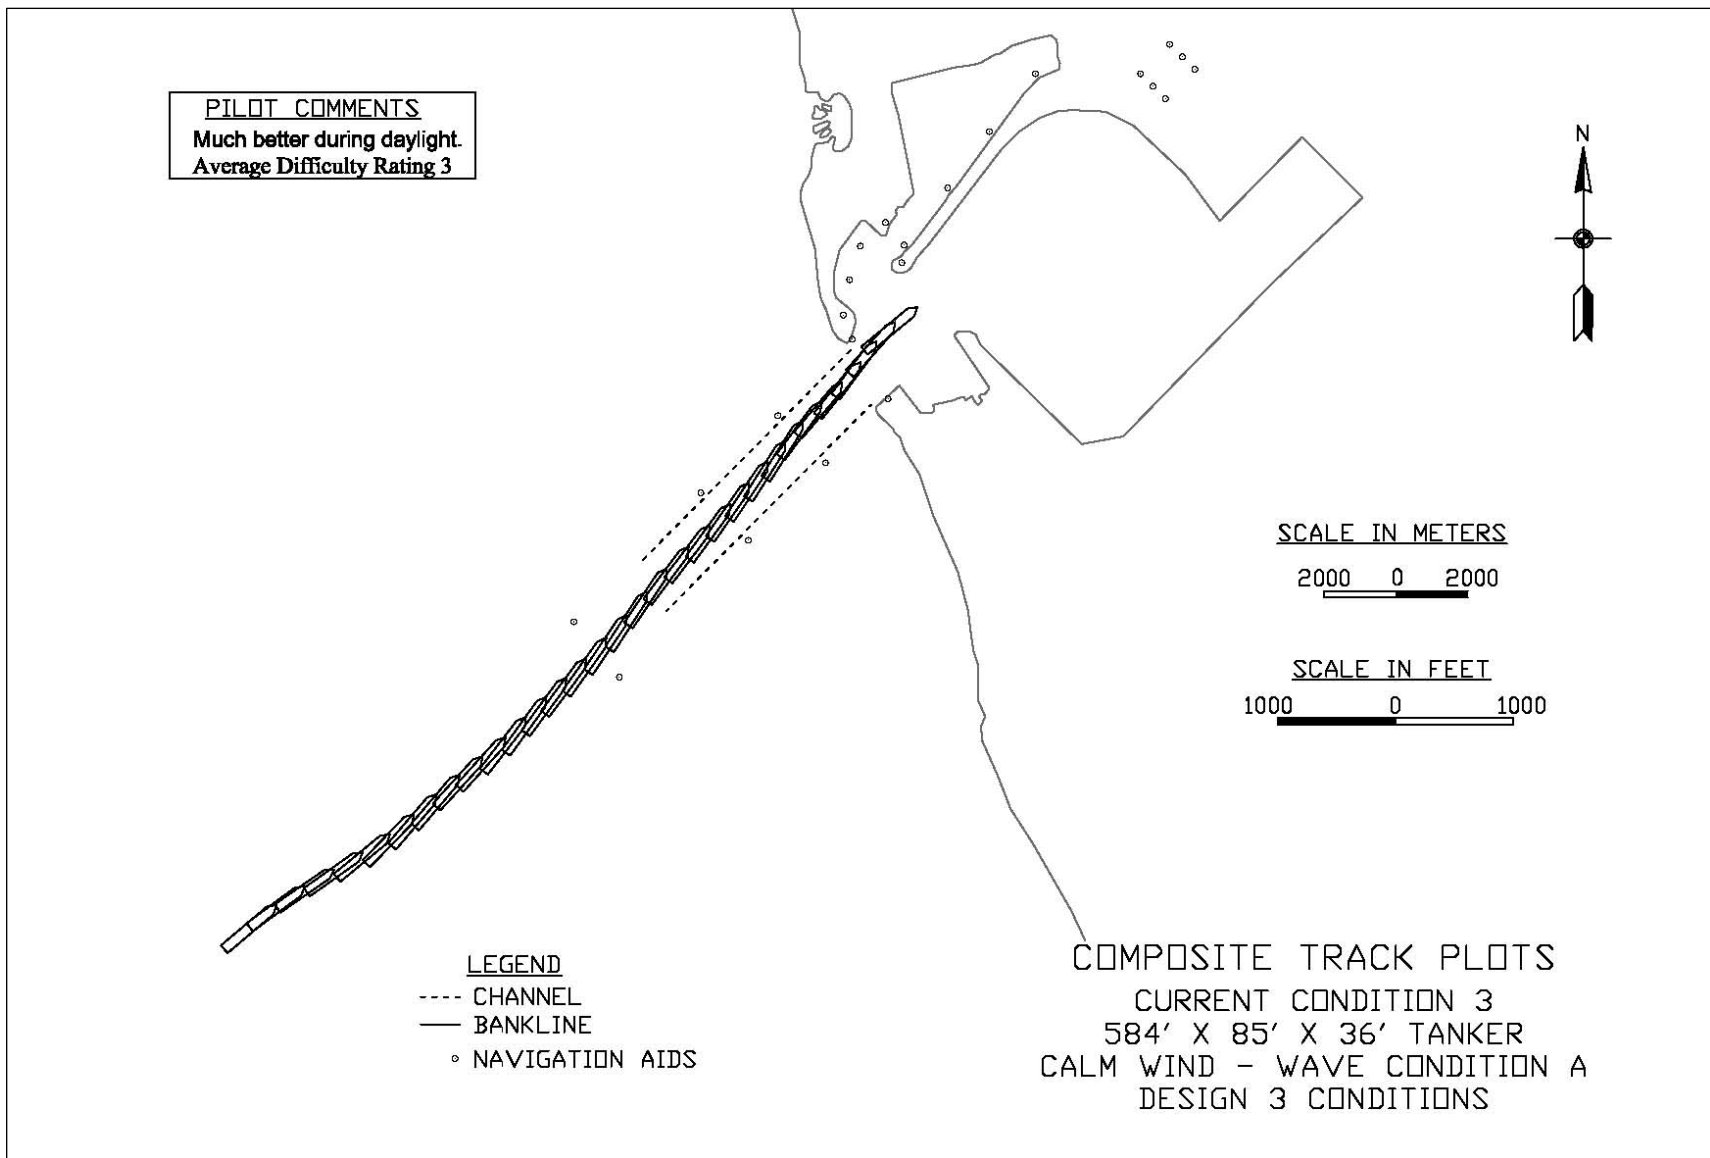 PILOT COMMENTS
Much better during daylight.
Average Difficulty Rating 3
N
SCALE IN METERS
2000 0 2000
SCALE IN FEET
1000 0 1000
LEGEND
CHANNEL
BANKLINE
NAVIGATION AIDS
COMPOSITE TRACK PLOTS
CURRENT CONDITION 3
584' X 85' X 36' TANKER
CALM WIND - WAVE CONDITION A
DESIGN 3 CONDITIONS